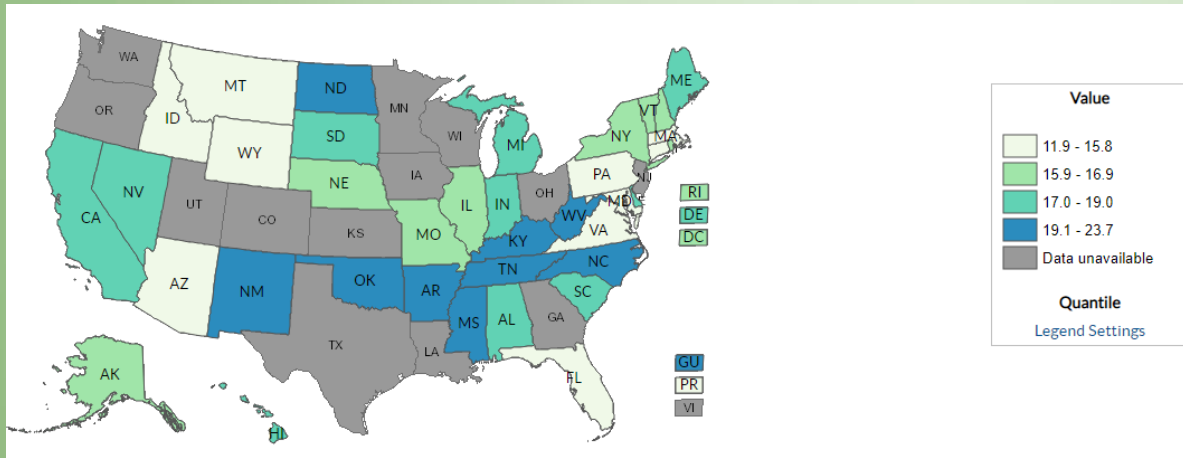 WA
MT
ND
MN
ME
OR
ID
VT
SD
WI
NY
MA
MI
WY
PA
IA
NE
NJ
OH
MD
NV
IL
IN
UT
WV
CO
CA
VA
KS
MO
KY
NC
TN
AZ
OK
NM
AR
SC
MS
AL
GA
TX
LA
AK
FL
HI
RI
DE
DC
GU
PR
VI
Value
11.9 - 15.8
15.9 - 16.9
17.0 - 19.0
19.1 - 23.7
Data unavailable
Quantile
Legend Settings